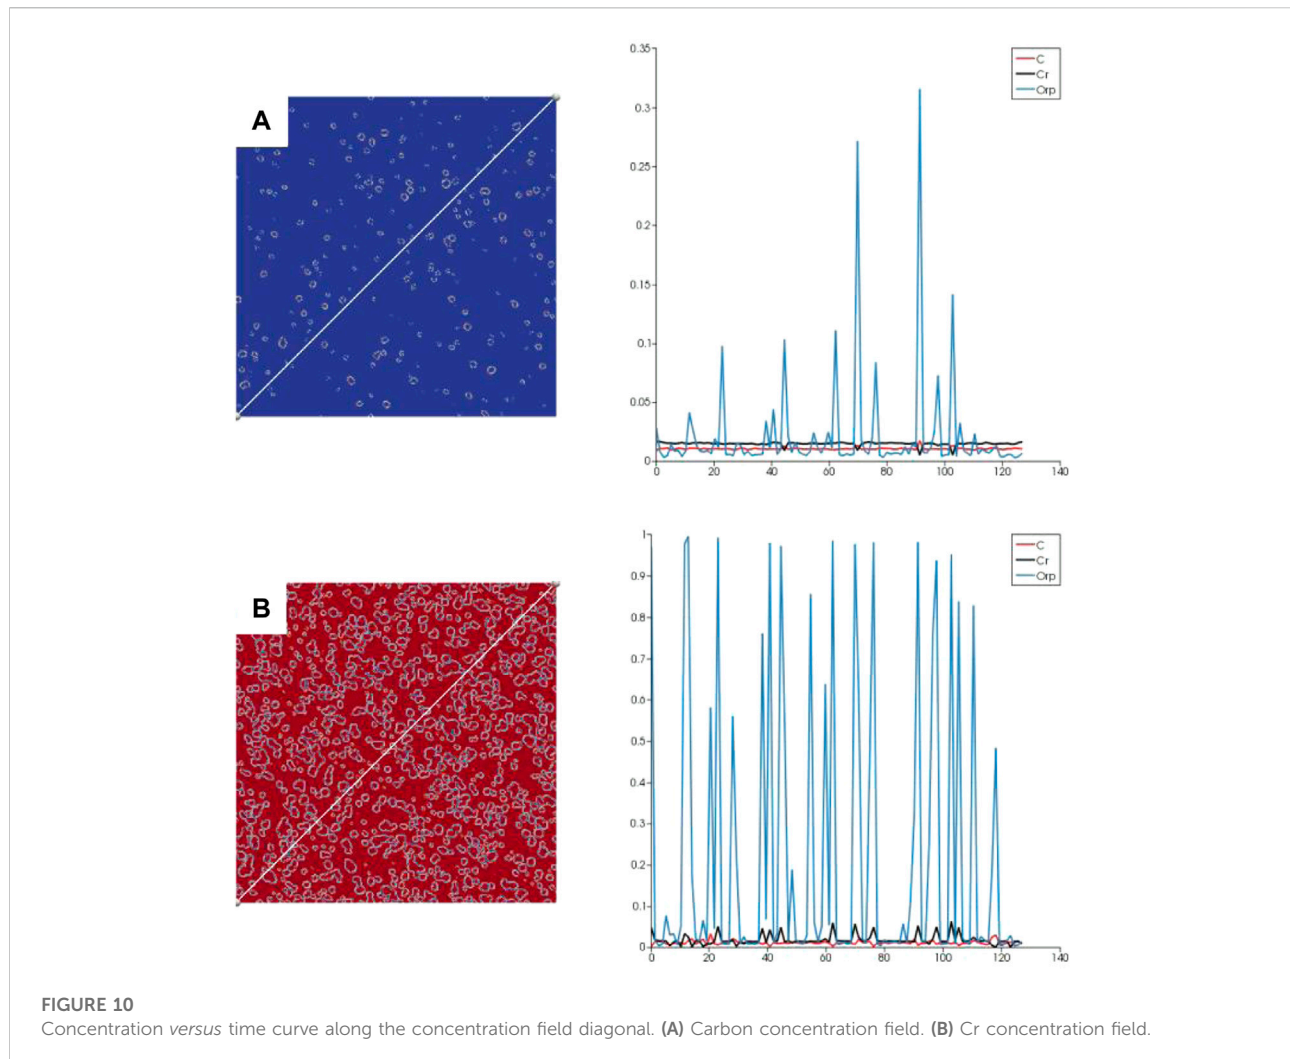 A
0.35
0.3
0.25
0.2
0.15
0.1
0.05
0
0 20 40 60 80 100 120 140
C
Cr
Orp
B
1
0.9
0.8
0.7
0.6
0.5
0.4
0.3
0.2
0.1
0
0 20 40 60 80 100 120 140
C
Cr
Orp
FIGURE 10
Concentration versus time curve along the concentration field diagonal. (A) Carbon concentration field. (B) Cr concentration field.